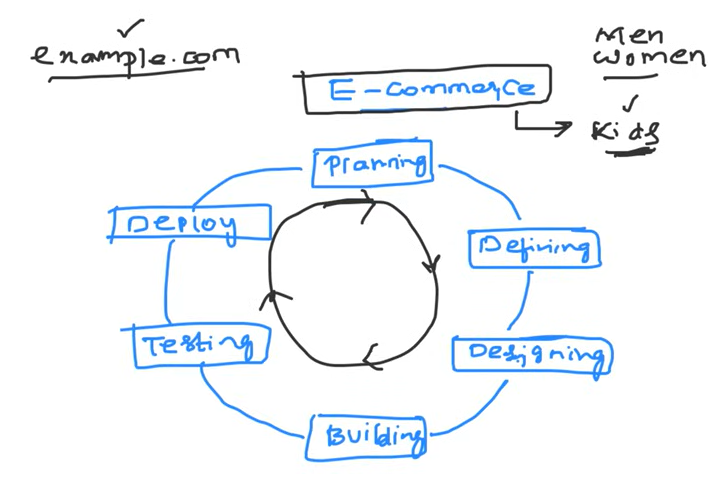 example.com
Men
women
E-commerce
Kids
Planning
Deploy
Defining
Testing
Designing
Building